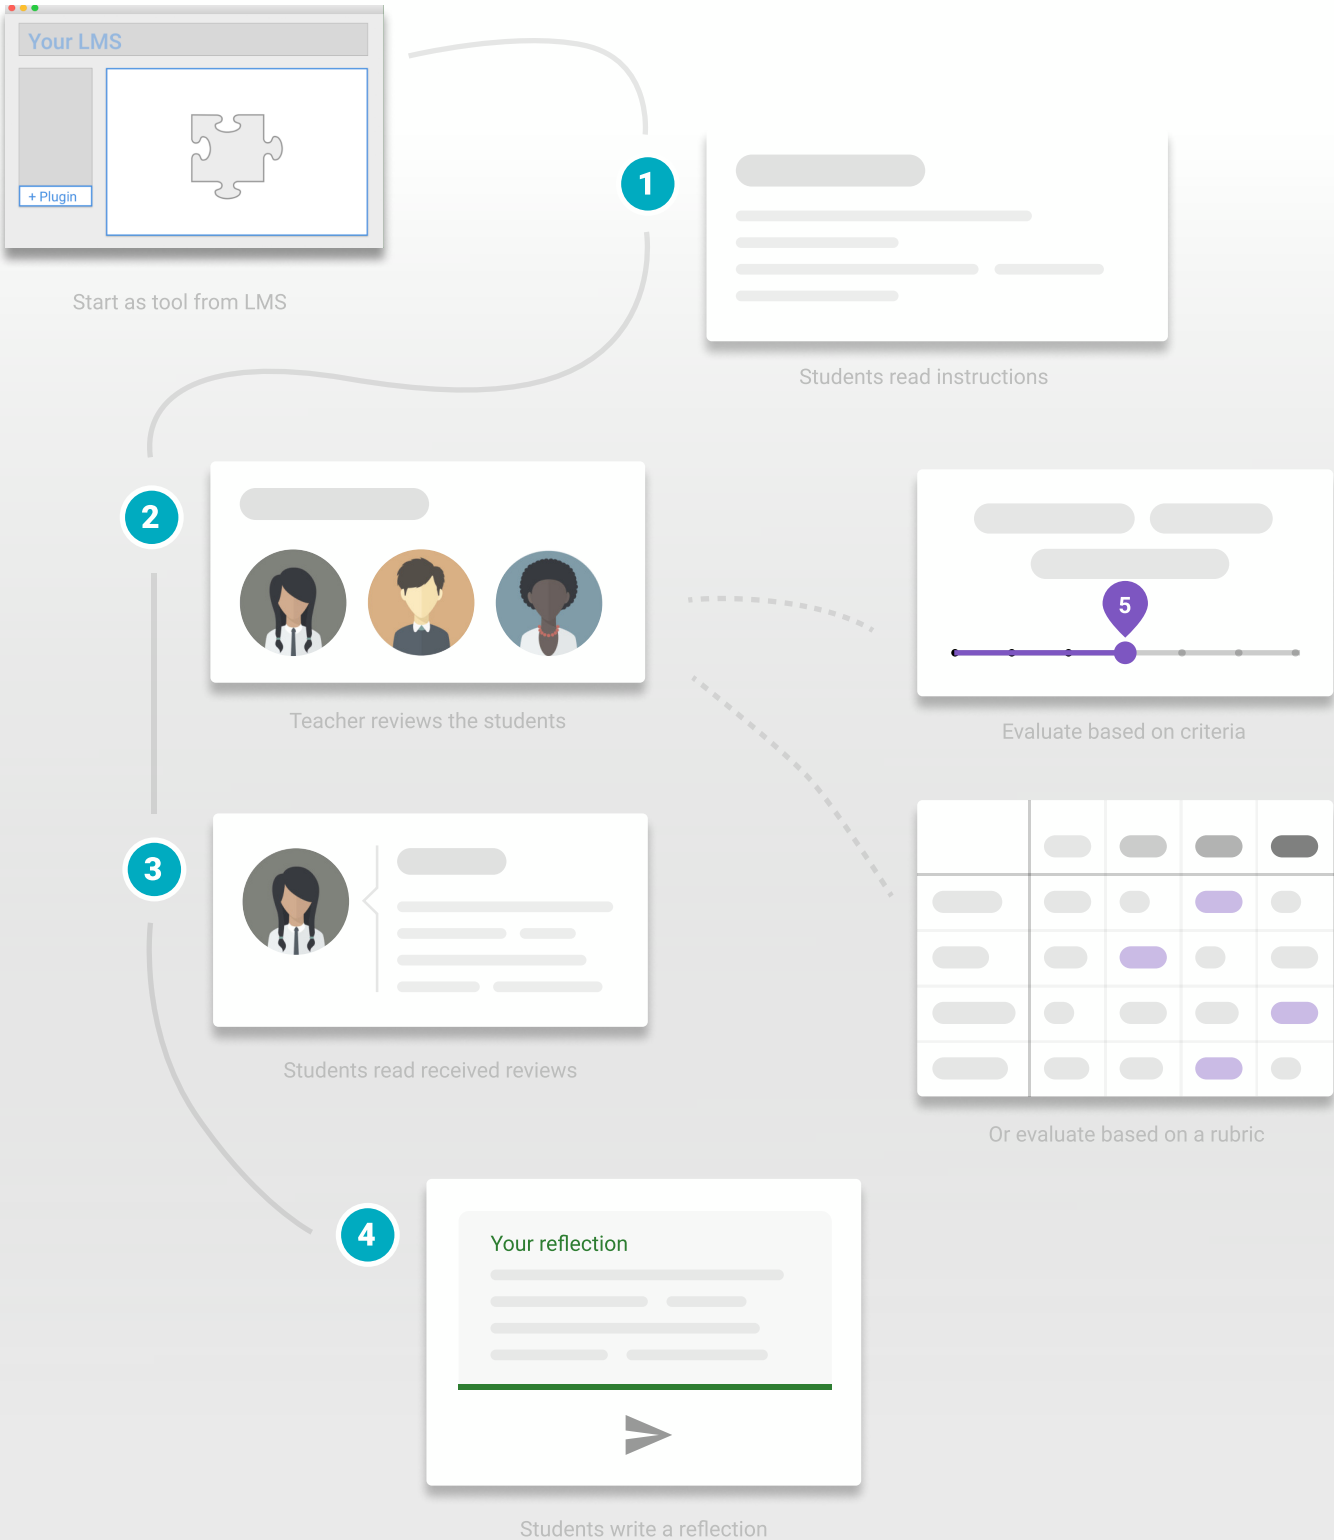 Your LMS
+ Plugin
Start as tool from LMS
1
Students read instructions
2
Teacher reviews the students
5
Evaluate based on criteria
3
Students read received reviews
Or evaluate based on a rubric
4
Your reflection
Students write a reflection